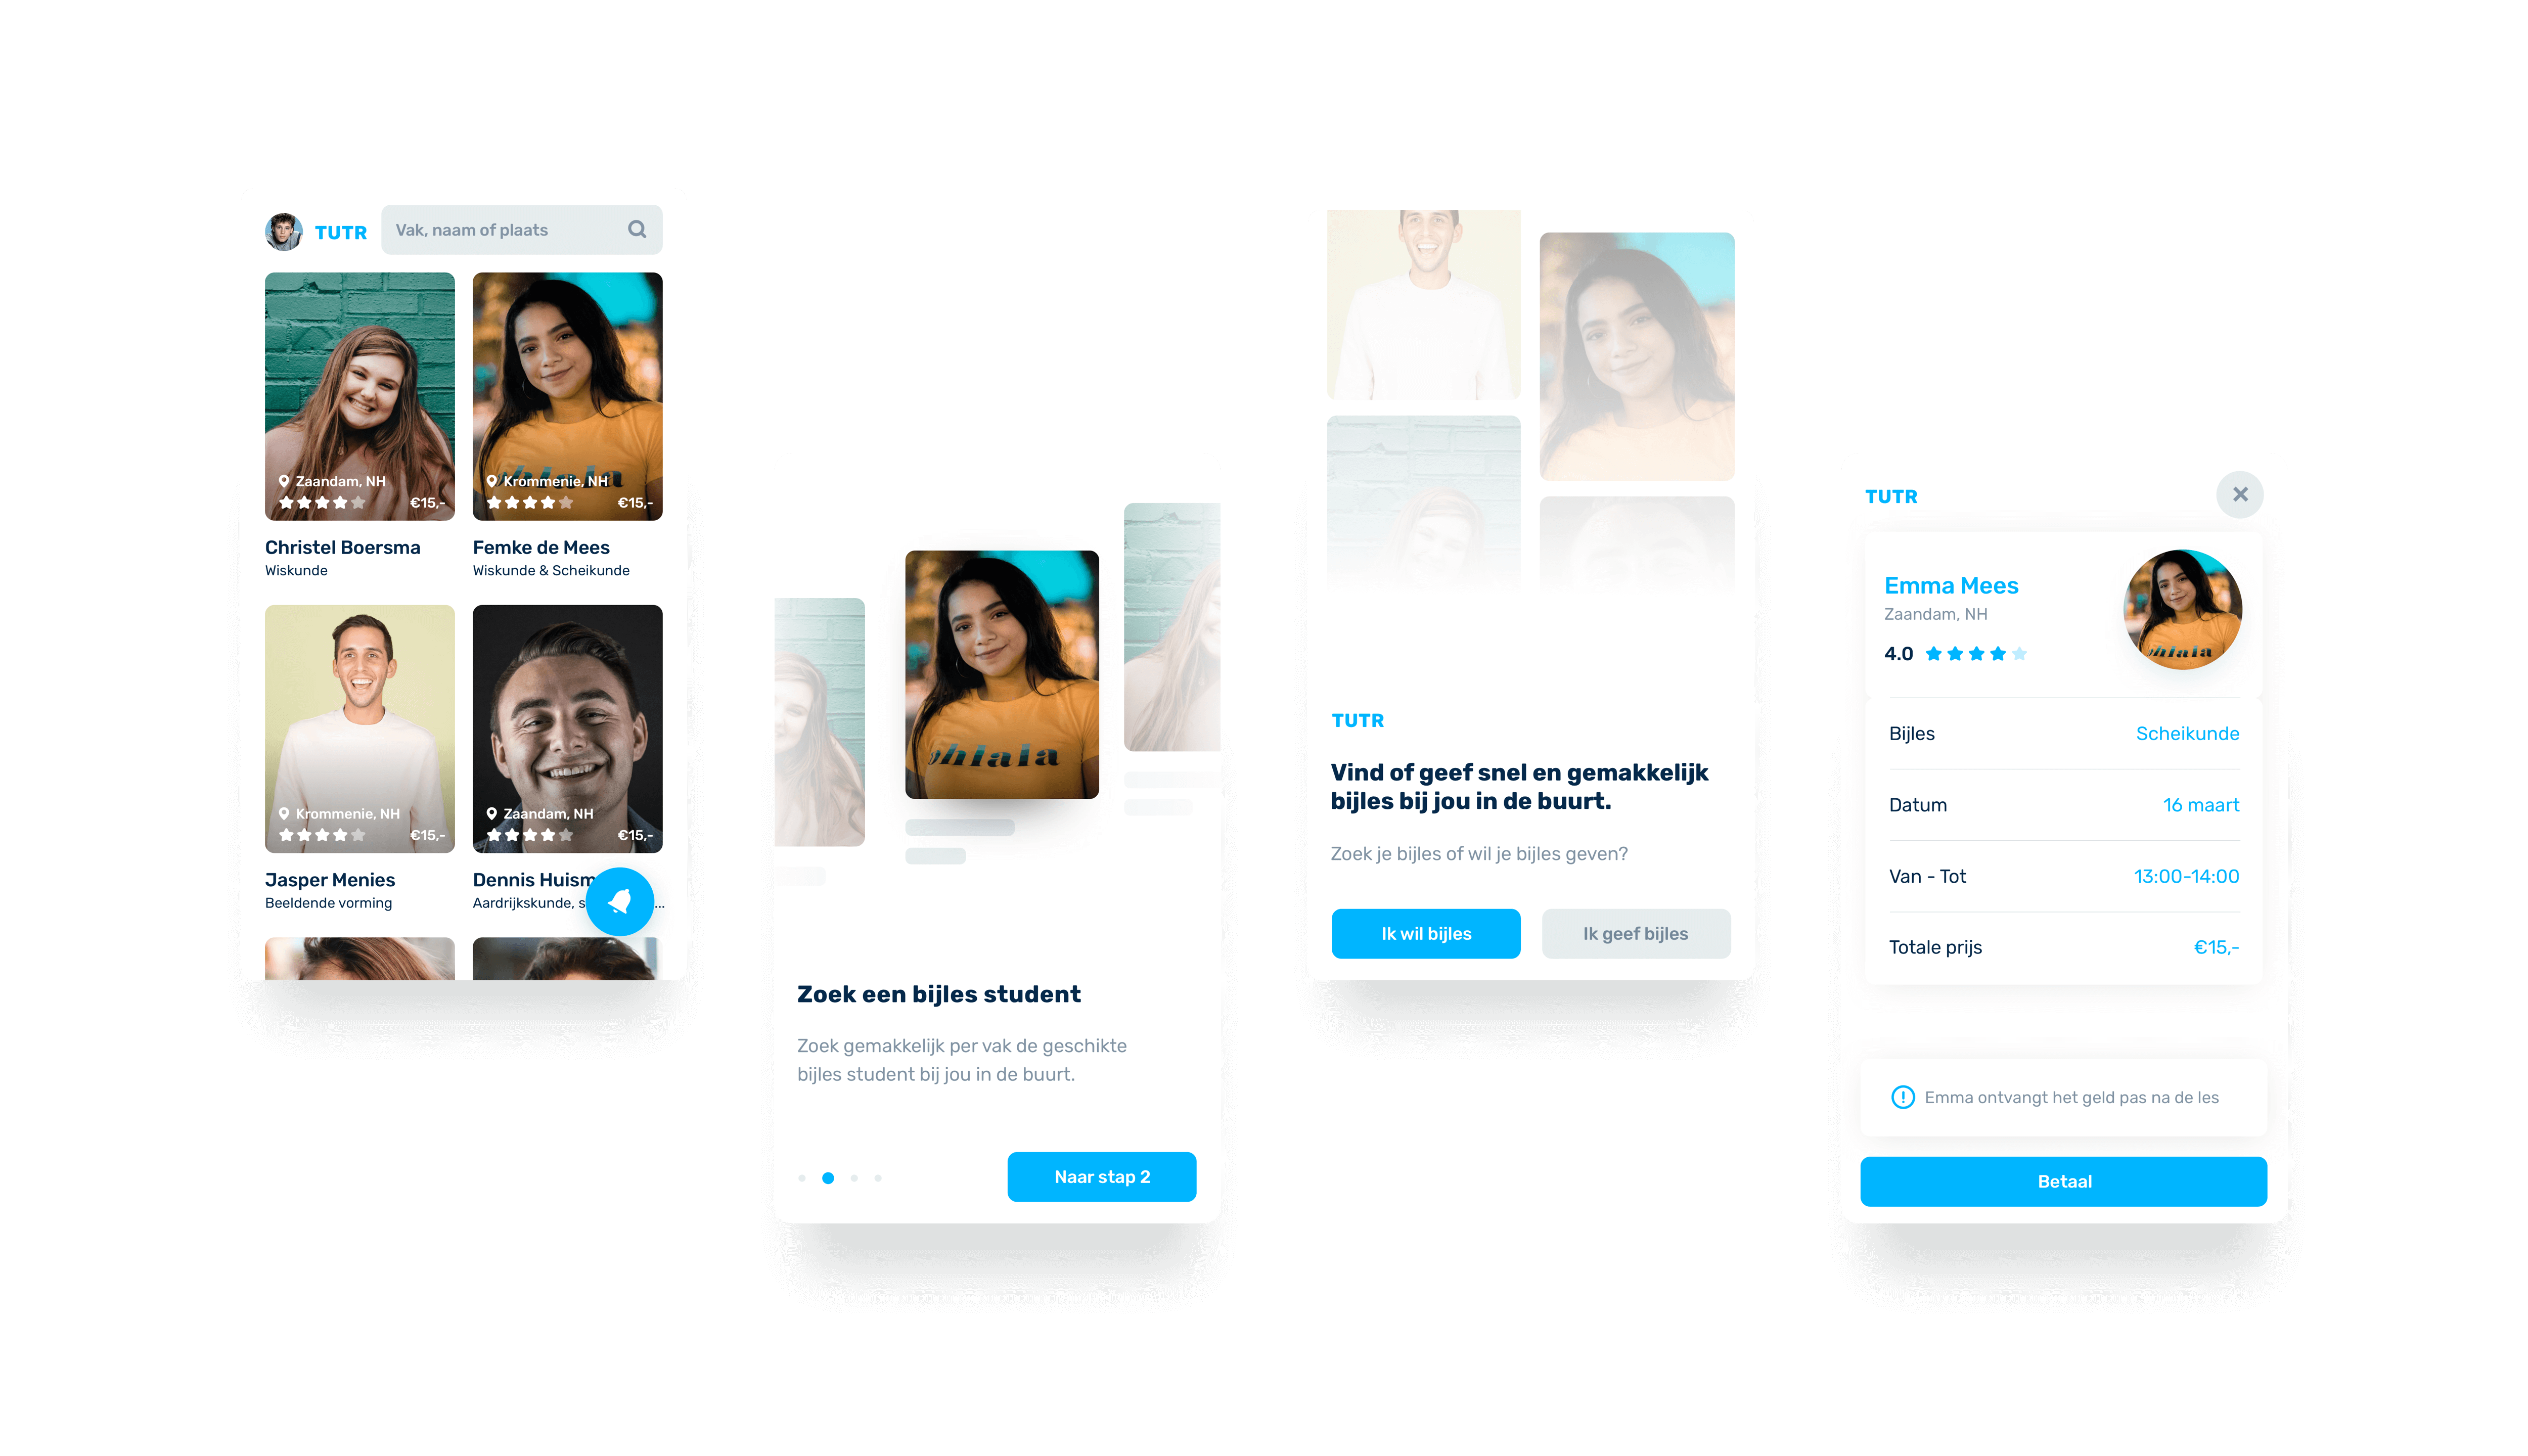 TUTR
Vak, naam of plaats
Zaandam, NH
€15,-
Christel Boersma
Wiskunde
ohlala
Krommenie, NH
€15,-
Femke de Mees
Wiskunde & Scheikunde
Krommenie, NH
€15,-
Jasper Menies
Beeldende vorming
Zaandam, NH
€15,-
Dennis Huism
Aardrijkskunde, s...
ohlala
Zoek een bijles student
Zoek gemakkelijk per vak de geschikte
bijles student bij jou in de buurt.
Naar stap 2
TUTR
Vind of geef snel en gemakkelijk
bijles bij jou in de buurt.
Zoek je bijles of wil je bijles geven?
Ik wil bijles
Ik geef bijles
TUTR
Emma Mees
Zaandam, NH
4.0
ohlala
Bijles
Scheikunde
Datum
16 maart
Van - Tot
13:00-14:00
Totale prijs
€15,-
Emma ontvangt het geld pas na de les
Betaal